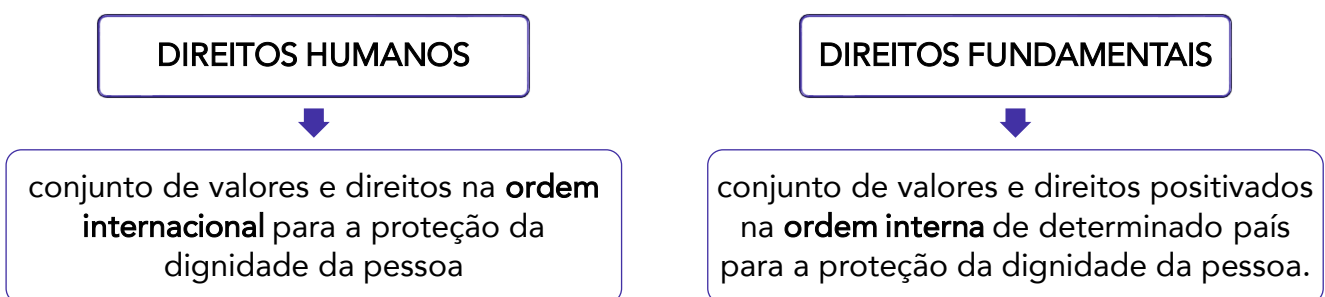 DIREITOS HUMANOS
conjunto de valores e direitos na ordem
internacional para a proteção da
dignidade da pessoa
DIREITOS FUNDAMENTAIS
conjunto de valores e direitos positivados
na ordem interna de determinado país
para a proteção da dignidade da pessoa.